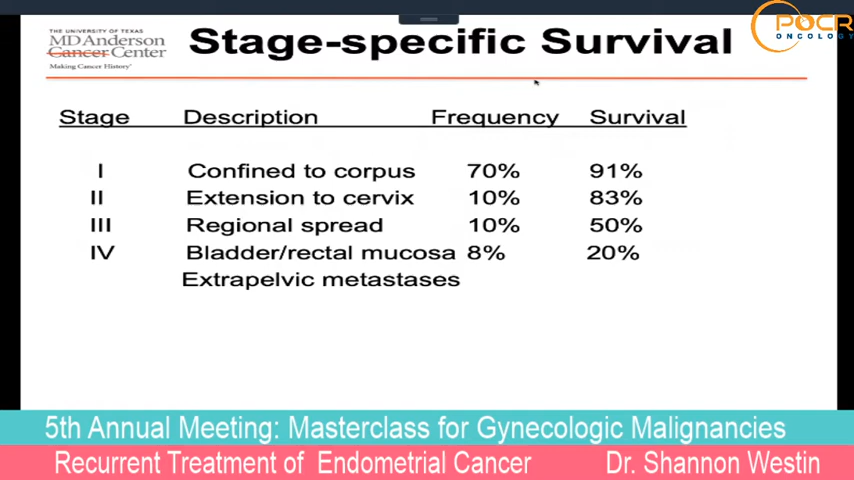 THE UNIVERSITY OF TEXAS
MD Anderson
Cancer Center
Making Cancer History®
Stage-specific Survival
POCR
ONCOLOGY
Stage Description Frequency Survival
I Confined to corpus 70% 91%
II Extension to cervix 10% 83%
III Regional spread 10% 50%
IV Bladder/rectal mucosa 8% 20%
Extrapelvic metastases
5th Annual Meeting: Masterclass for Gynecologic Malignancies
Recurrent Treatment of Endometrial Cancer Dr. Shannon Westin